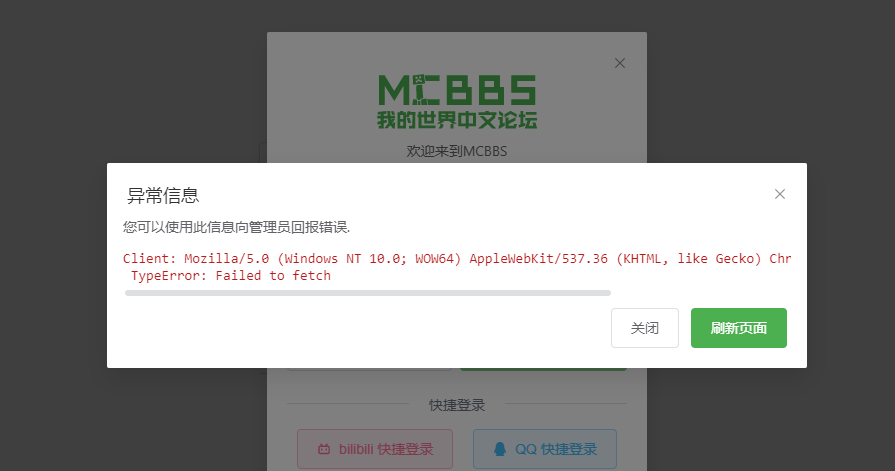 MCBBS
我的世界中文论坛
欢迎来到MCBBS
异常信息
您可以使用此信息向管理员回报错误.
Client: Mozilla/5.0 (Windows NT 10.0; WOW64) AppleWebKit/537.36 (KHTML, like Gecko) Chr
TypeError: Failed to fetch
关闭 刷新页面
快捷登录
bilibili 快捷登录 QQ 快捷登录